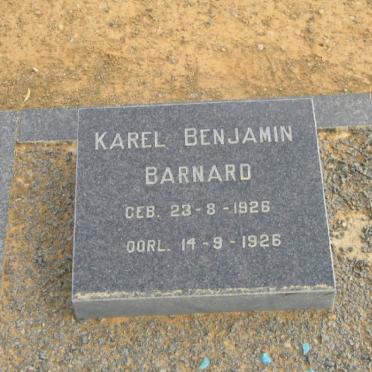 KAREL BENJAMIN
BARNARD
GEB. 23-8-1926
OORL. 14-9-1926